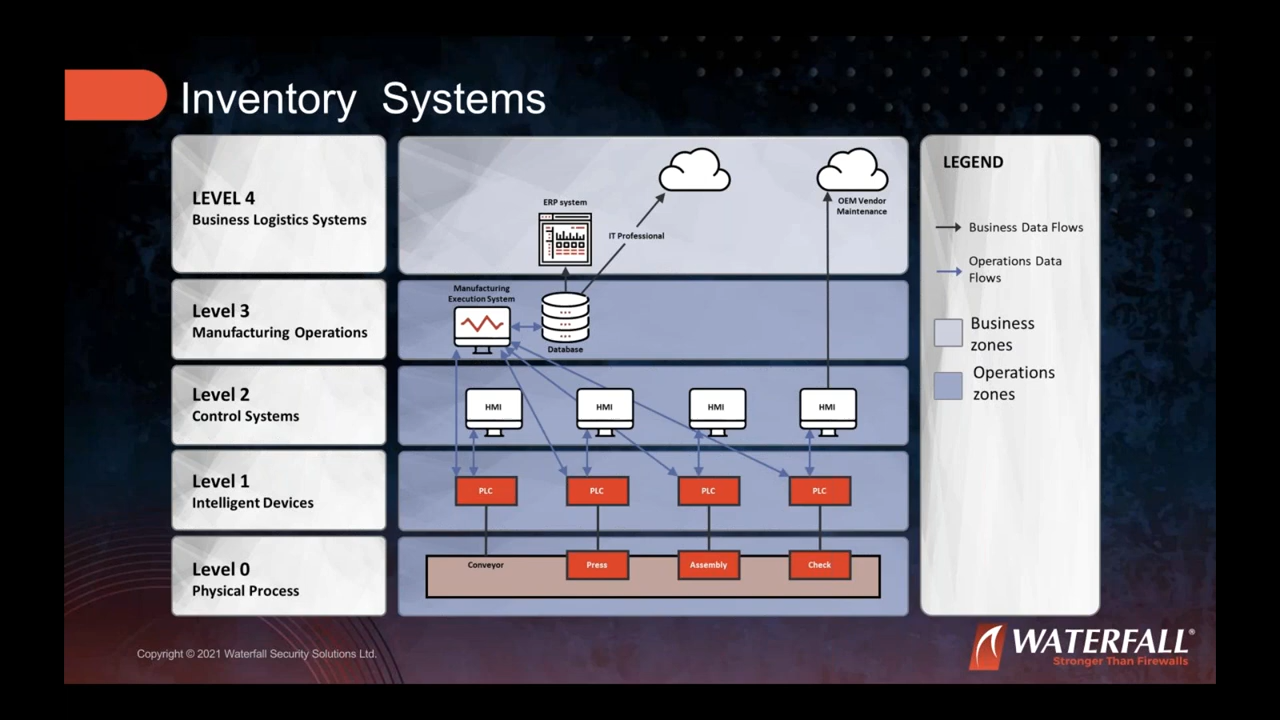 Inventory Systems
LEVEL 4
Business Logistics Systems
Level 3
Manufacturing Operations
Level 2
Control Systems
Level 1
Intelligent Devices
Level 0
Physical Process
ERP system
IT Professional
OEM Vendor
Maintenance
Manufacturing
Execution System
Database
HMI
HMI
HMI
HMI
PLC
PLC
PLC
PLC
Conveyor
Press
Assembly
Check
LEGEND
Business Data Flows
Operations Data
Flows
Business
zones
Operations
zones
Copyright © 2021 Waterfall Security Solutions Ltd.
WATERFALL®
Stronger Than Firewalls